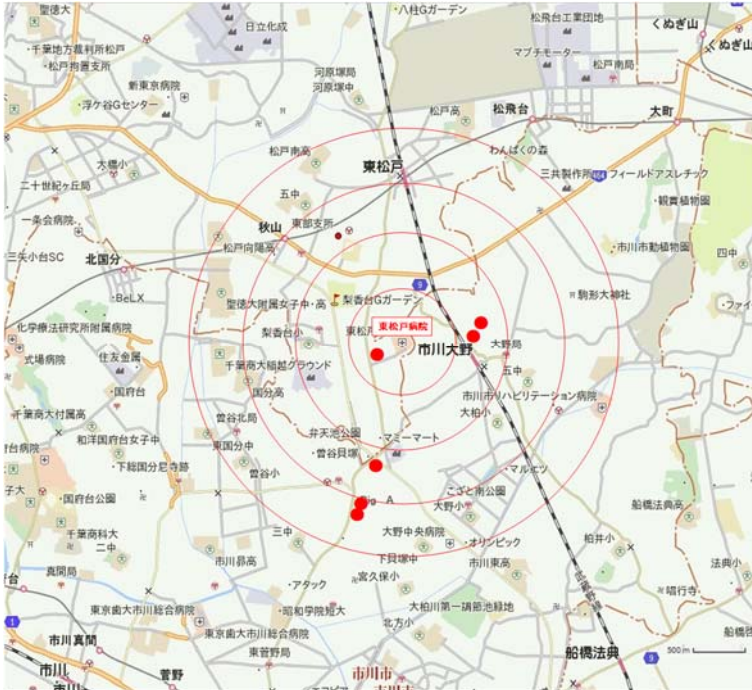 聖徳大
日立化成
八柱Gガーデン
松飛台工業団地
くぬぎ山
千葉地方裁判所松戸
松戸拘置支所
マブチモーター
松戸南局
くぬぎ山
新東京病院
河原塚局
河原塚中
浮ケ谷Gセンター
松戸高
松飛台
大町
松戸南高
東松戸
わんぱくの森
大橋小
二十世紀ケ丘局
五中
三共製作所
464
フィールドアスレチック
一条会病院
秋山
東部支所
観賞植物園
三矢小台SC
北国分
松戸向陽高
市川市動植物園
四中
9
BeLX
聖徳大附属女子中・高
梨香台Gガーデン
駒形大神社
化学療法研究所附属病院
梨香台小
東松戸病院
市川大野
大野局
式場病院
住友金属
千葉商大稲越グラウンド
五中
国府台
国分高
市川市リハビリテーション病院
千葉商大付属高
曽谷北局
大柏小
和洋国府台女子中
東国分中
弁天池公園
マミーマート
下総国分尼寺跡
曽谷貝塚
マルエツ
曽谷小
国府台公園
Big A
こざと南公園
大野小
船橋法典高
千葉商科大
二中
三中
大野中央病院
オリンピック
柏井小
法典小
真間局
市川昴高
下貝塚中
市川東高
アタック
宮久保小
唱行寺
1
東京歯大市川総合病院
昭和学院短大
大柏川第一調節池緑地
市川真間
東京歯大市川総合病院
北方小
500 m
東菅野局
船橋法典
9
市川
菅野
市川市